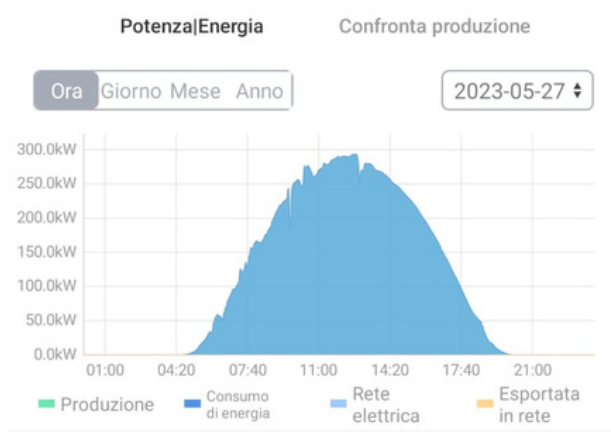 Potenza|Energia Confronta produzione
Ora Giorno Mese Anno 2023-05-27
300.0kW
250.0kW
200.0kW
150.0kW
100.0kW
50.0kW
0.0kW
01:00 04:20 07:40 11:00 14:20 17:40 21:00
Produzione Consumo di energia Rete elettrica Esportata in rete